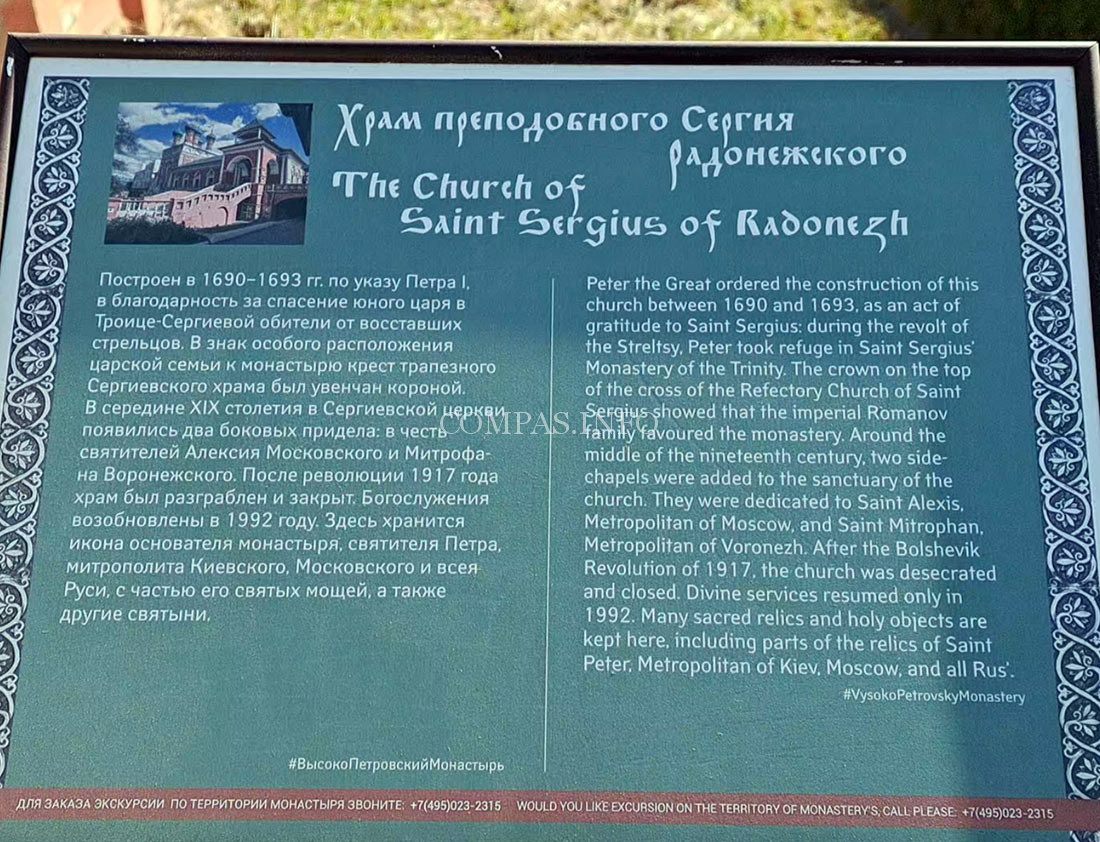 Храм преподобного Сергия
Радонежского
The Church of
Saint Sergius of Radonezh
Построен в 1690–1693 гг. по указу Петра I,
в благодарность за спасение юного царя в
Троице-Сергиевой обители от восставших
стрельцов. В знак особого расположения
царской семьи к монастырю крест трапезного
Сергиевского храма был увенчан короной.
В середине XIX столетия в Сергиевской церкви
появились два боковых придела: в честь
святителей Алексия Московского и Митрофа-
на Воронежского. После революции 1917 года
храм был разграблен и закрыт. Богослужения
возобновлены в 1992 году. Здесь хранится
икона основателя монастыря, святителя Петра,
митрополита Киевского, Московского и всея
Руси, с частью его святых мощей, а также
другие святыни.
#ВысокоПетровскийМонастырь
Peter the Great ordered the construction of this
church between 1690 and 1693, as an act of
gratitude to Saint Sergius: during the revolt of
the Streltsy, Peter took refuge in Saint Sergius'
Monastery of the Trinity. The crown on the top
of the cross of the Refectory Church of Saint
Sergius showed that the imperial Romanov
family favoured the monastery. Around the
middle of the nineteenth century, two side-
chapels were added to the sanctuary of the
church. They were dedicated to Saint Alexis,
Metropolitan of Moscow, and Saint Mitrophan,
Metropolitan of Voronezh. After the Bolshevik
Revolution of 1917, the church was desecrated
and closed. Divine services resumed only in
1992. Many sacred relics and holy objects are
kept here, including parts of the relics of Saint
Peter, Metropolitan of Kiev, Moscow, and all Rus'.
#VysokoPetrovskyMonastery
COMPAS.INFO
ДЛЯ ЗАКАЗА ЭКСКУРСИИ ПО ТЕРРИТОРИИ МОНАСТЫРЯ ЗВОНИТЕ: +7(495)023-2315 WOULD YOU LIKE EXCURSION ON THE TERRITORY OF MONASTERY'S, CALL PLEASE: +7(495)023-2315